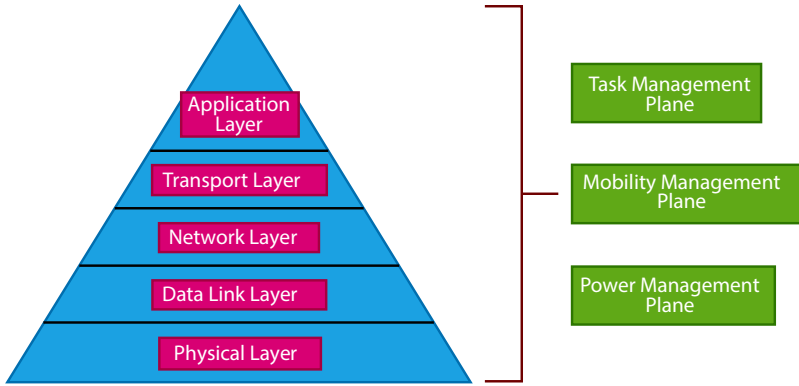 Application
Layer
Transport Layer
Network Layer
Data Link Layer
Physical Layer
Task Management
Plane
Mobility Management
Plane
Power Management
Plane